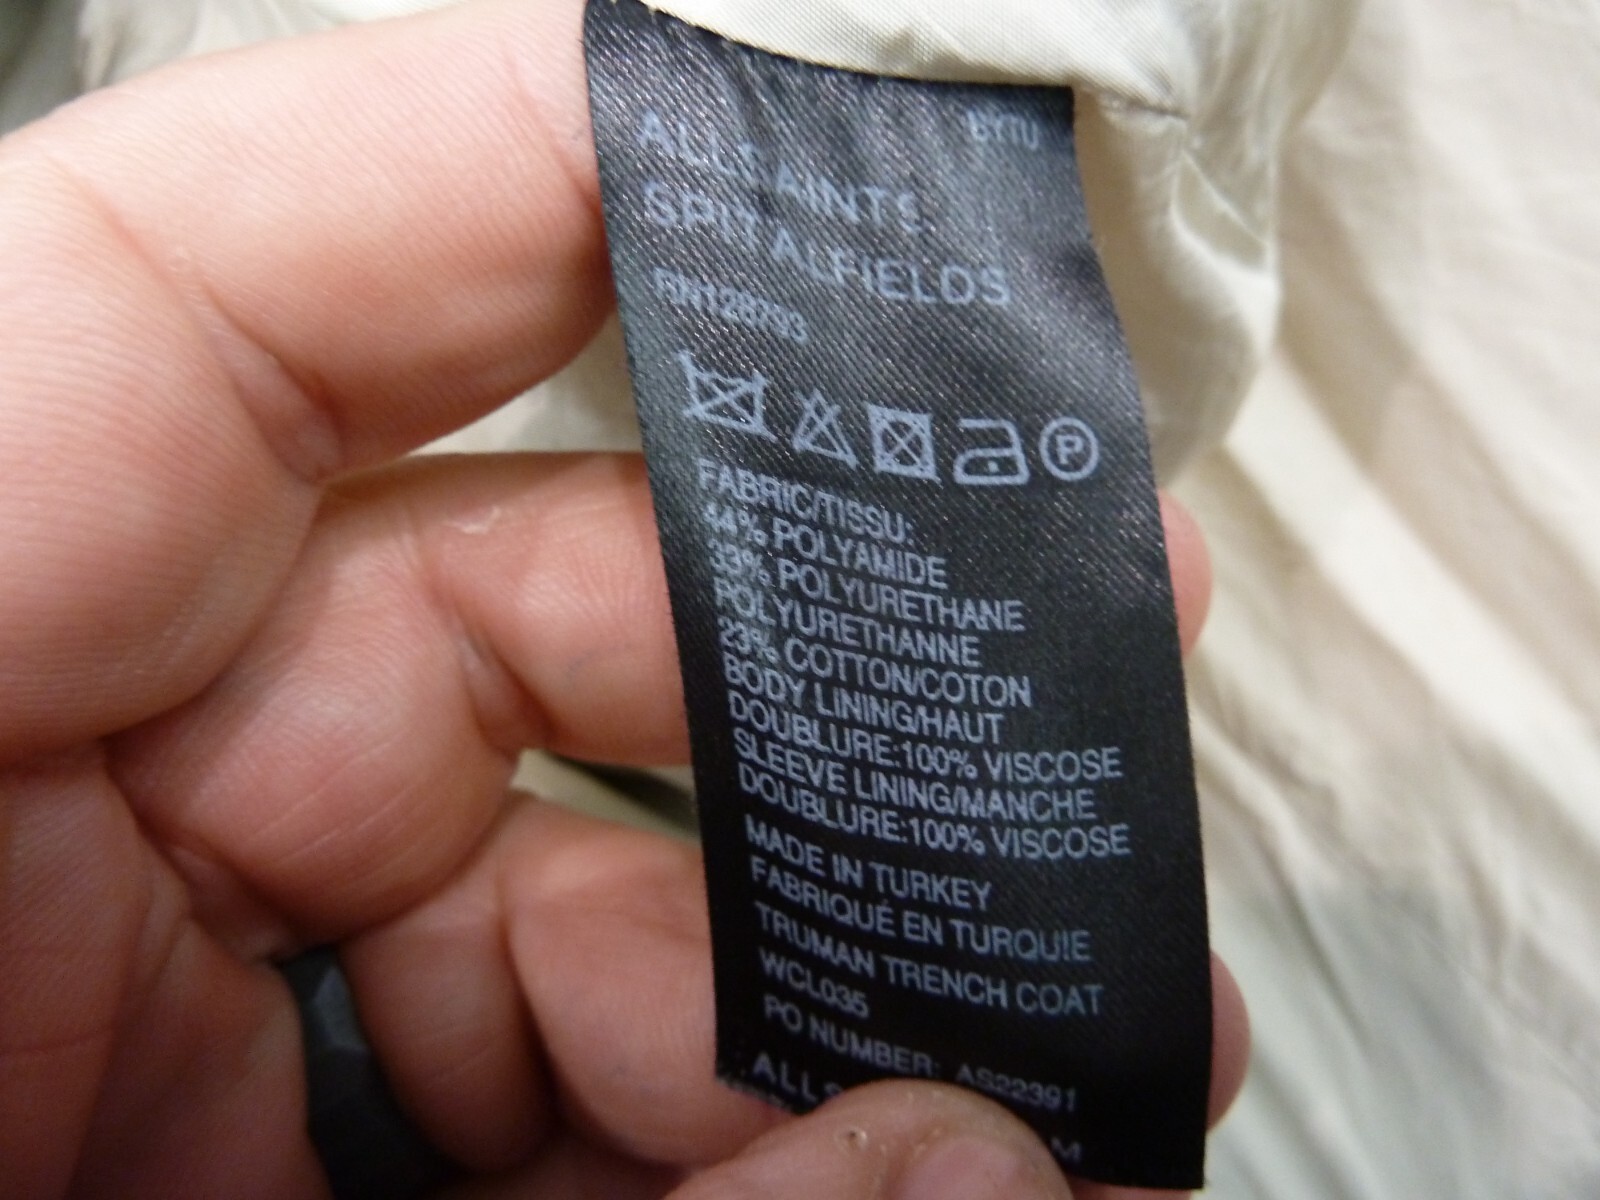 ALLSAINTS
SPITALFIELDS
RN128793
P
FABRIC/TISSU:
44% POLYAMIDE
33% POLYURETHANE
POLYURETHANNE
23% COTTON/COTON
BODY LINING/HAUT
DOUBLURE:100% VISCOSE
SLEEVE LINING/MANCHE
DOUBLURE:100% VISCOSE
MADE IN TURKEY
FABRIQUÉ EN TURQUIE
TRUMAN TRENCH COAT
WCL035
PO NUMBER: AS22391